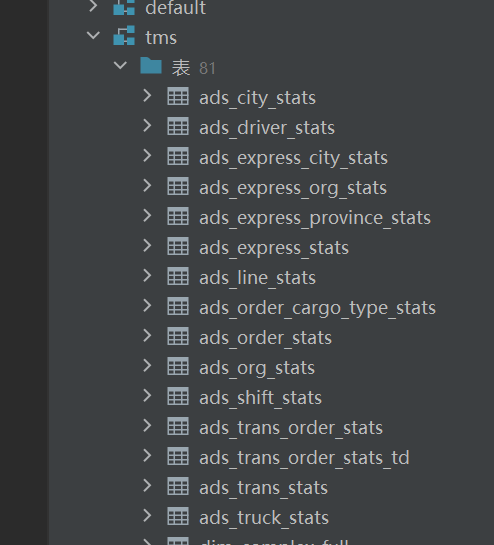 default
tms
表 81
ads_city_stats
ads_driver_stats
ads_express_city_stats
ads_express_org_stats
ads_express_province_stats
ads_express_stats
ads_line_stats
ads_order_cargo_type_stats
ads_order_stats
ads_org_stats
ads_shift_stats
ads_trans_order_stats
ads_trans_order_stats_td
ads_trans_stats
ads_truck_stats
dim_complex_full